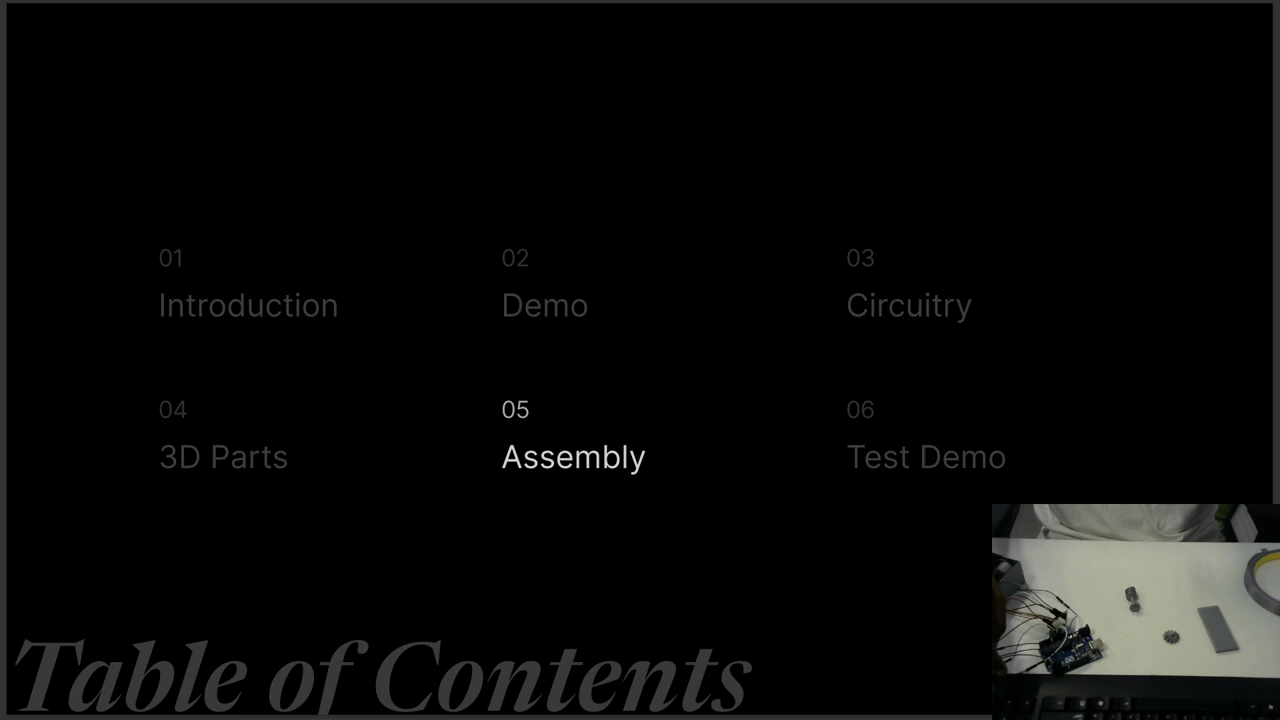 01
Introduction
02
Demo
03
Circuitry
04
3D Parts
05
Assembly
06
Test Demo
Table of Contents